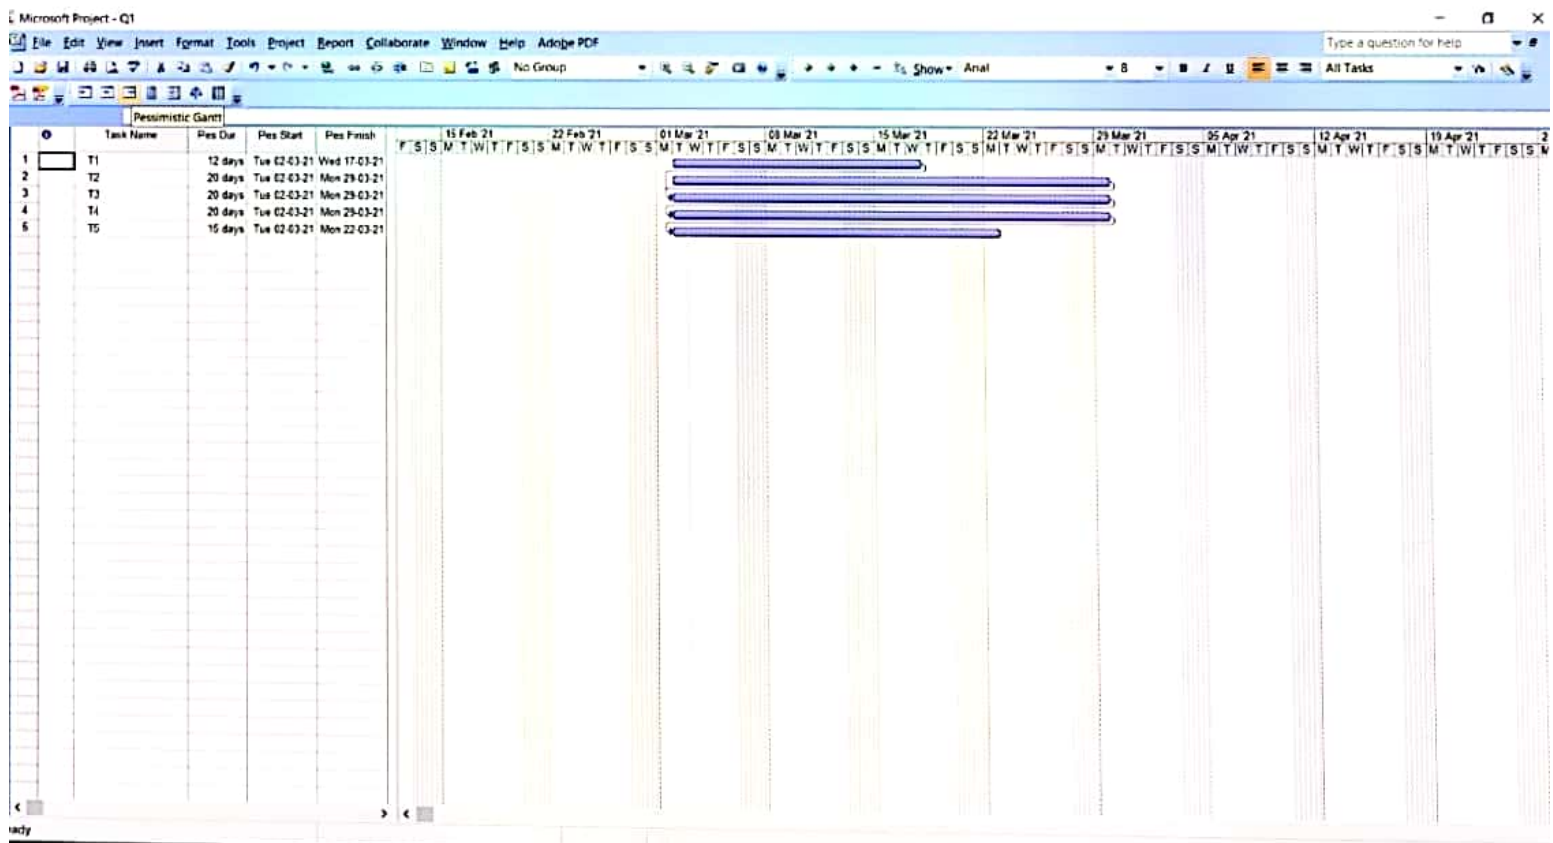 Microsoft Project - Q1
File Edit View Insert Format Tools Project Report Collaborate Window Help Adobe PDF
Type a question for help
No Group
Show
Arial
8
B I U
All Tasks
Pessimistic Gantt
Task Name Pes Dur Pes Start Pes Finish
15 Feb '21 22 Feb '21 01 Mar '21 08 Mar '21 15 Mar '21 22 Mar '21 29 Mar '21 05 Apr '21 12 Apr '21 19 Apr '21 2
F S S M T W T F S S M T W T F S S M T W T F S S M T W T F S S M T W T F S S M T W T F S S M T W T F S S M T W T F S S M T W T F S S M T W T F S S M
1 T1 12 days Tue 02-03-21 Wed 17-03-21
2 T2 20 days Tue 02-03-21 Mon 29-03-21
3 T3 20 days Tue 02-03-21 Mon 29-03-21
4 T4 20 days Tue 02-03-21 Mon 29-03-21
5 T5 15 days Tue 02-03-21 Mon 22-03-21
eady